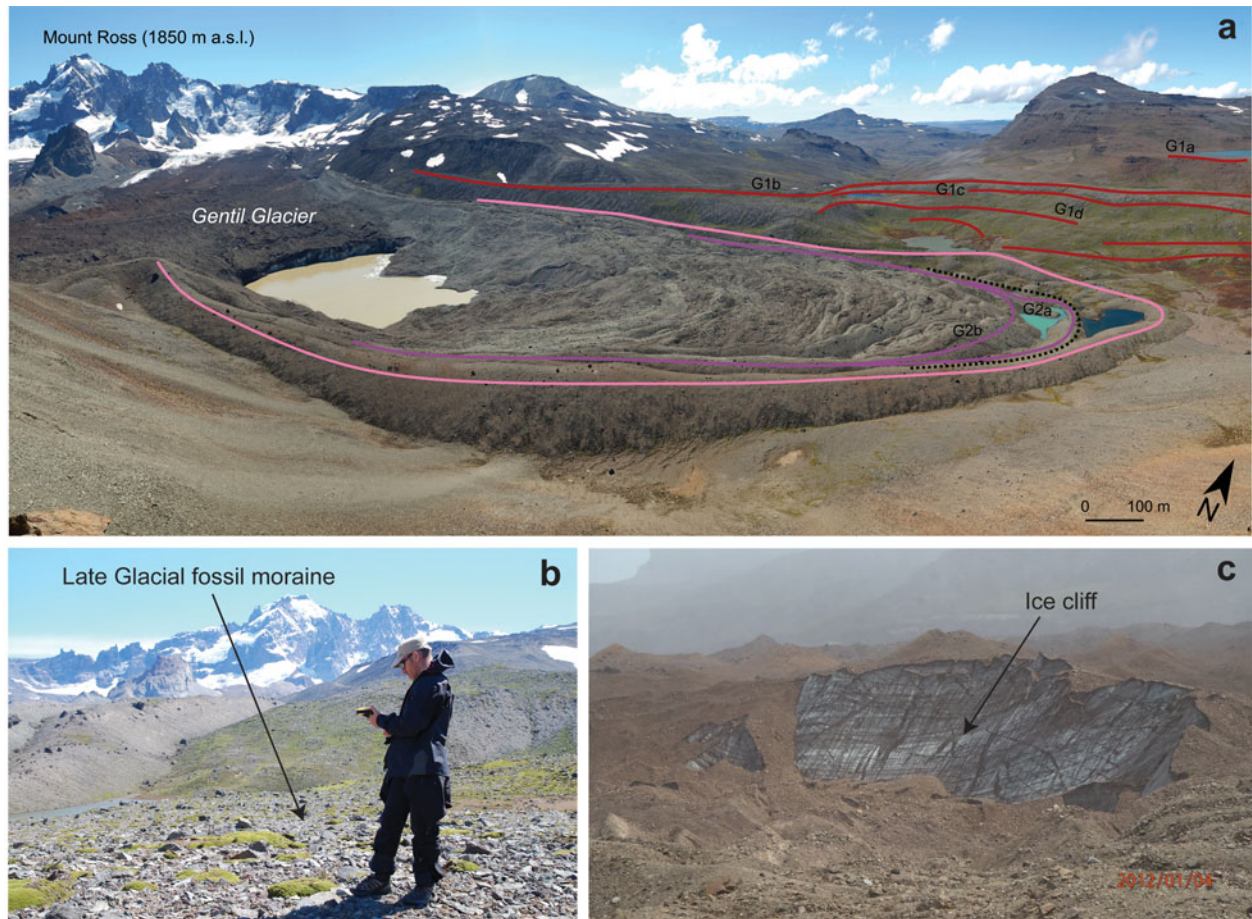 a
Mount Ross (1850 m a.s.l.)
G1a
G1b
G1c
G1d
Gentil Glacier
G2a
G2b
0 100 m
N
b
Late Glacial fossil moraine
c
Ice cliff
2012/01/04